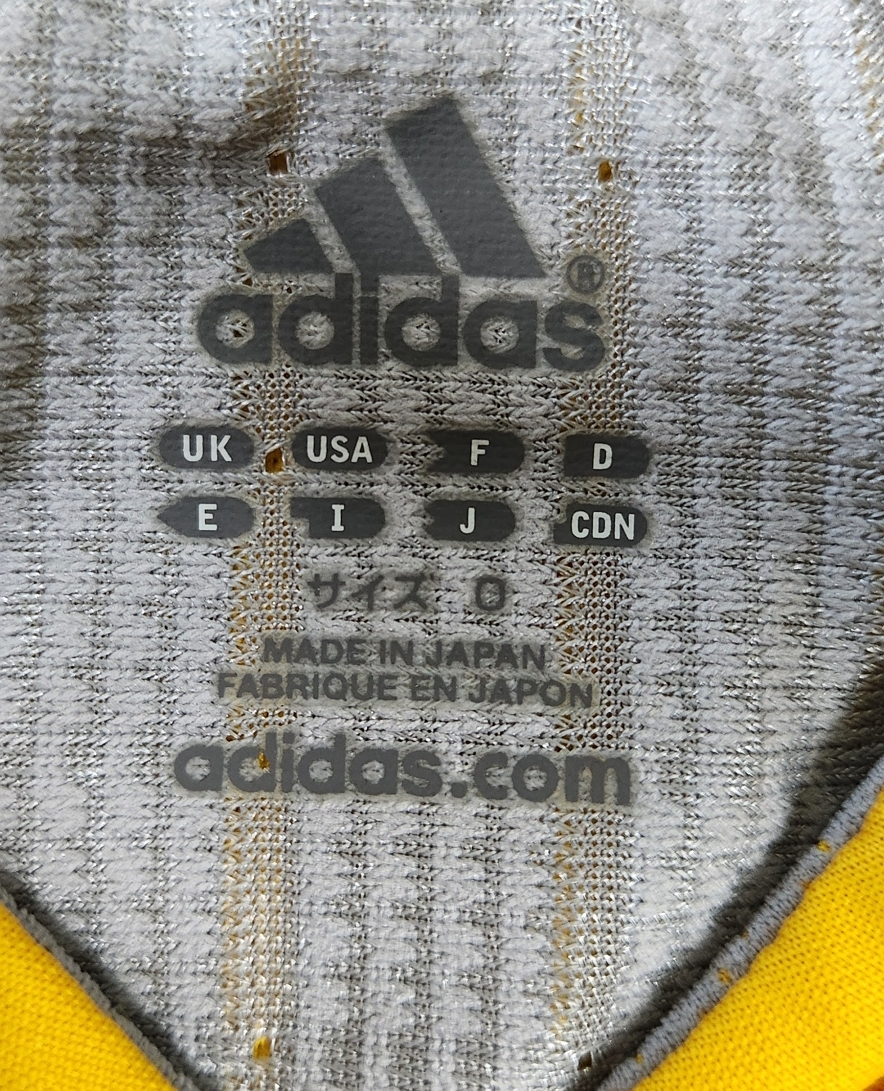 adidas®
UK USA F D
E I J CDN
サイズ O
MADE IN JAPAN
FABRIQUE EN JAPON
adidas.com